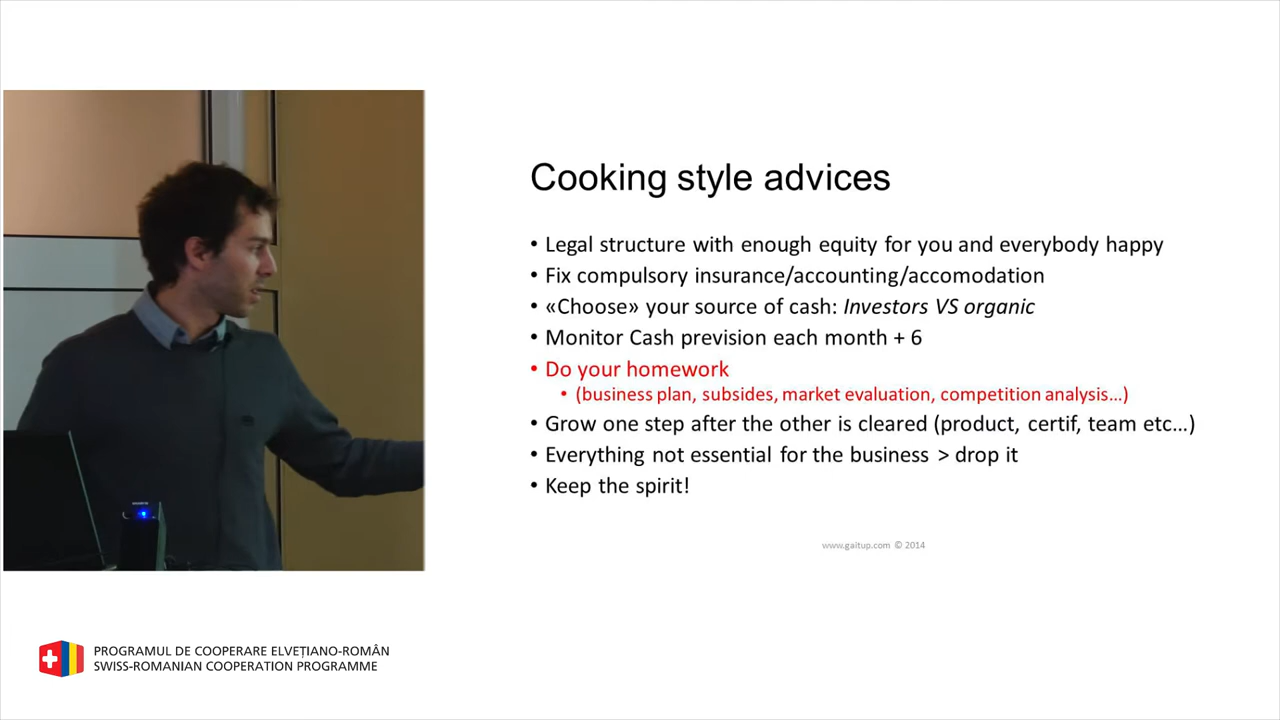 Cooking style advices
• Legal structure with enough equity for you and everybody happy
• Fix compulsory insurance/accounting/accomodation
• «Choose» your source of cash: Investors VS organic
• Monitor Cash prevision each month + 6
• Do your homework
• (business plan, subsides, market evaluation, competition analysis…)
• Grow one step after the other is cleared (product, certif, team etc…)
• Everything not essential for the business > drop it
• Keep the spirit!
www.gaitup.com © 2014
PROGRAMUL DE COOPERARE ELVEȚIANO-ROMÂN
SWISS-ROMANIAN COOPERATION PROGRAMME